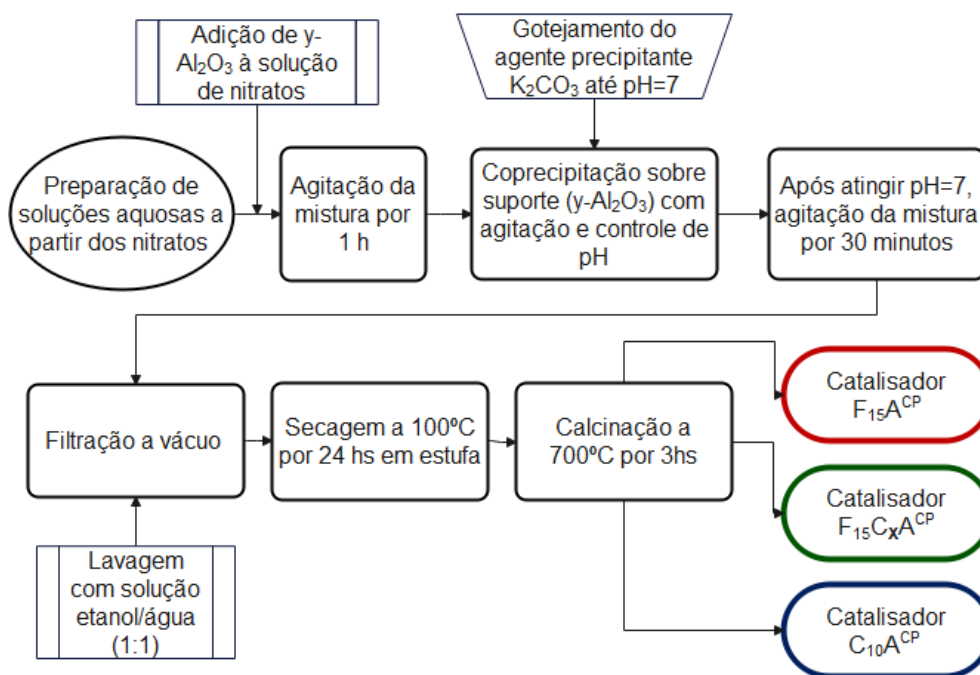 Adição de y-
Al₂O₃ à solução
de nitratos
Gotejamento do
agente precipitante
K₂CO₃ até pH=7
Preparação de
soluções aquosas a
partir dos nitratos
Agitação da
mistura por
1 h
Coprecipitação sobre
suporte (y-Al₂O₃) com
agitação e controle de
pH
Após atingir pH=7,
agitação da mistura
por 30 minutos
Filtração a vácuo
Secagem a 100ºC
por 24 hs em estufa
Calcinação a
700ºC por 3hs
Catalisador
F₁₅Aᶜᴾ
Catalisador
F₁₅CₓAᶜᴾ
Catalisador
C₁₀Aᶜᴾ
Lavagem
com solução
etanol/água
(1:1)